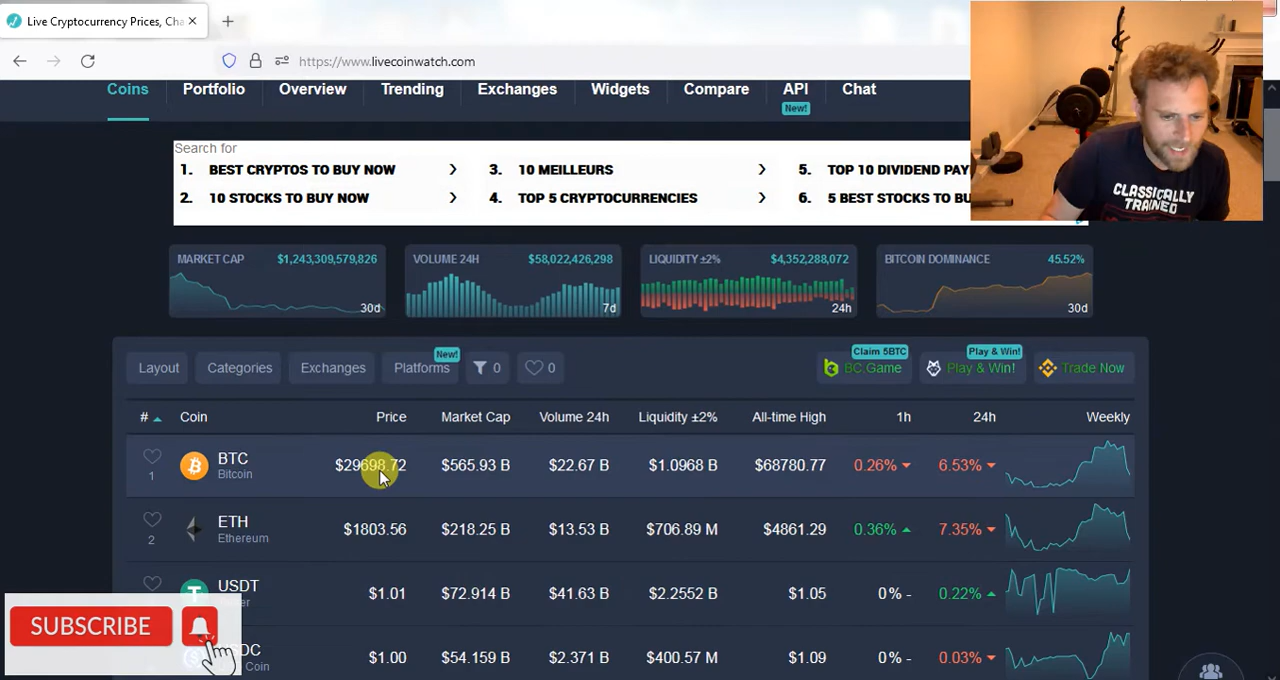 Live Cryptocurrency Prices, Cha
https://www.livecoinwatch.com
Coins
Portfolio
Overview
Trending
Exchanges
Widgets
Compare
API
New!
Chat
CLASSICALLY
TRAINED
Search for
1. BEST CRYPTOS TO BUY NOW
3. 10 MEILLEURS
5. TOP 10 DIVIDEND PAY
2. 10 STOCKS TO BUY NOW
4. TOP 5 CRYPTOCURRENCIES
6. 5 BEST STOCKS TO BU
MARKET CAP $1,243,309,579,826
30d
VOLUME 24H $58,022,426,298
7d
LIQUIDITY ±2% $4,352,288,072
24h
BITCOIN DOMINANCE 45.52%
30d
Layout
Categories
Exchanges
Platforms
New!
0
0
Claim 5BTC
BC.Game
Play & Win!
Play & Win!
Trade Now
# Coin Price Market Cap Volume 24h Liquidity ±2% All-time High 1h 24h Weekly
1 BTC Bitcoin $29698.72 $565.93 B $22.67 B $1.0968 B $68780.77 0.26% 6.53%
2 ETH Ethereum $1803.56 $218.25 B $13.53 B $706.89 M $4861.29 0.36% 7.35%
USDT $1.01 $72.914 B $41.63 B $2.2552 B $1.05 0% - 0.22%
Coin $1.00 $54.159 B $2.371 B $400.57 M $1.09 0% - 0.03%
SUBSCRIBE